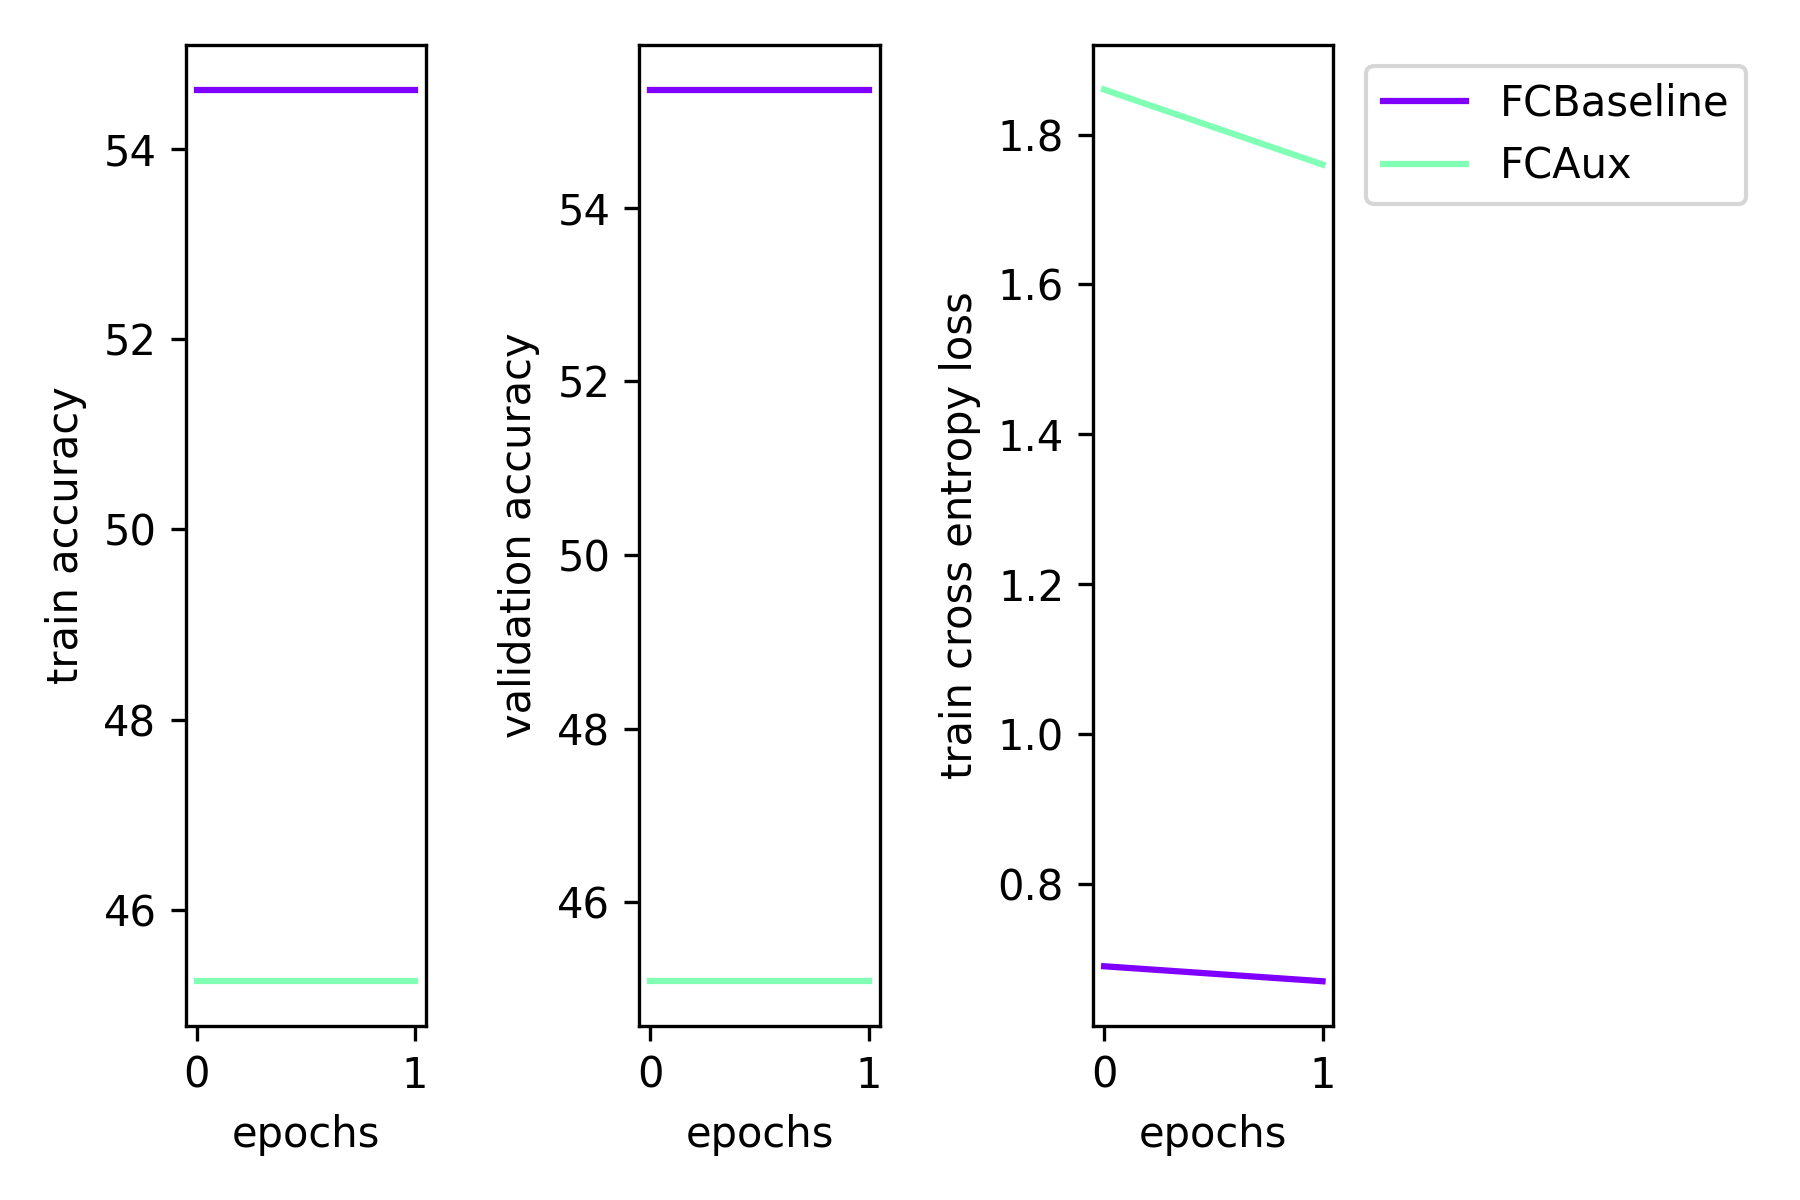 train accuracy
54
52
50
48
46
0 1
epochs
validation accuracy
54
52
50
48
46
0 1
epochs
train cross entropy loss
1.8
1.6
1.4
1.2
1.0
0.8
0 1
epochs
FCBaseline
FCAux